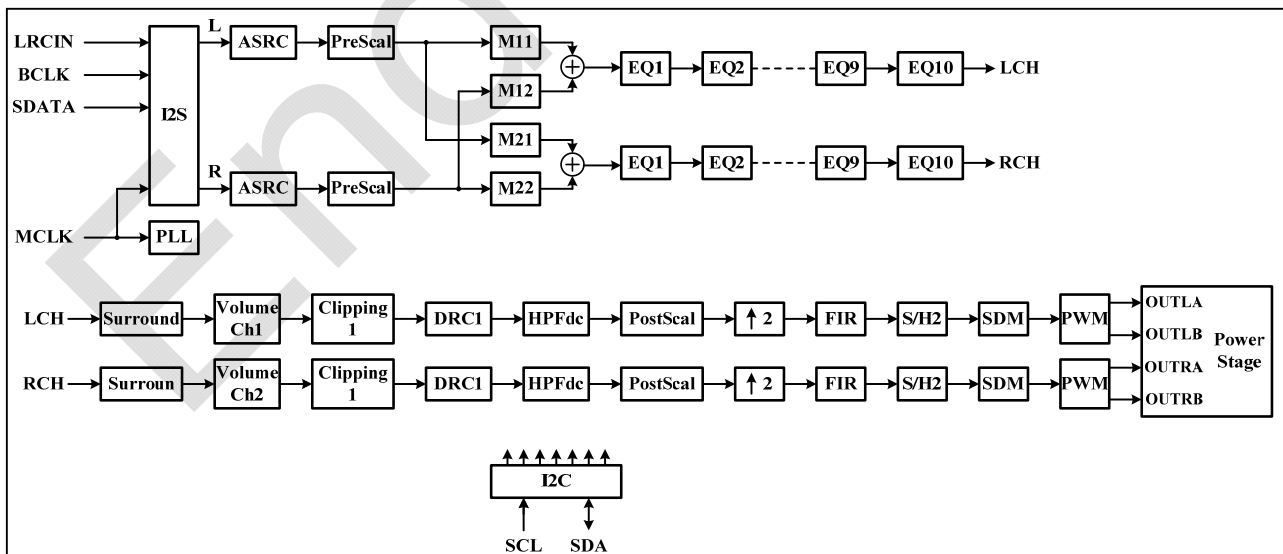 L
LRCIN
ASRC
PreScal
M11
BCLK
EQ1
EQ2
EQ9
EQ10
LCH
SDATA
M12
I2S
M21
R
EQ1
EQ2
EQ9
EQ10
RCH
ASRC
PreScal
M22
MCLK
PLL
LCH
Surround
Volume
Ch1
Clipping
1
DRC1
HPFdc
PostScal
2
FIR
S/H2
SDM
PWM
OUTLA
OUTLB
Power
Stage
RCH
Surroun
Volume
Ch2
Clipping
1
DRC1
HPFdc
PostScal
2
FIR
S/H2
SDM
PWM
OUTRA
OUTRB
I2C
SCL
SDA